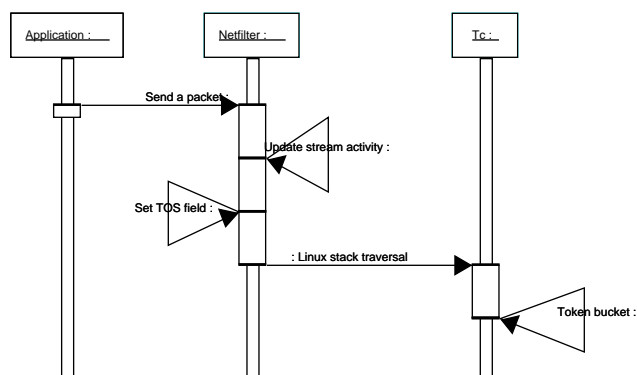 Application :
Netfilter :
Tc :
Send a packet :
Update stream activity :
Set TOS field :
: Linux stack traversal
Token bucket :